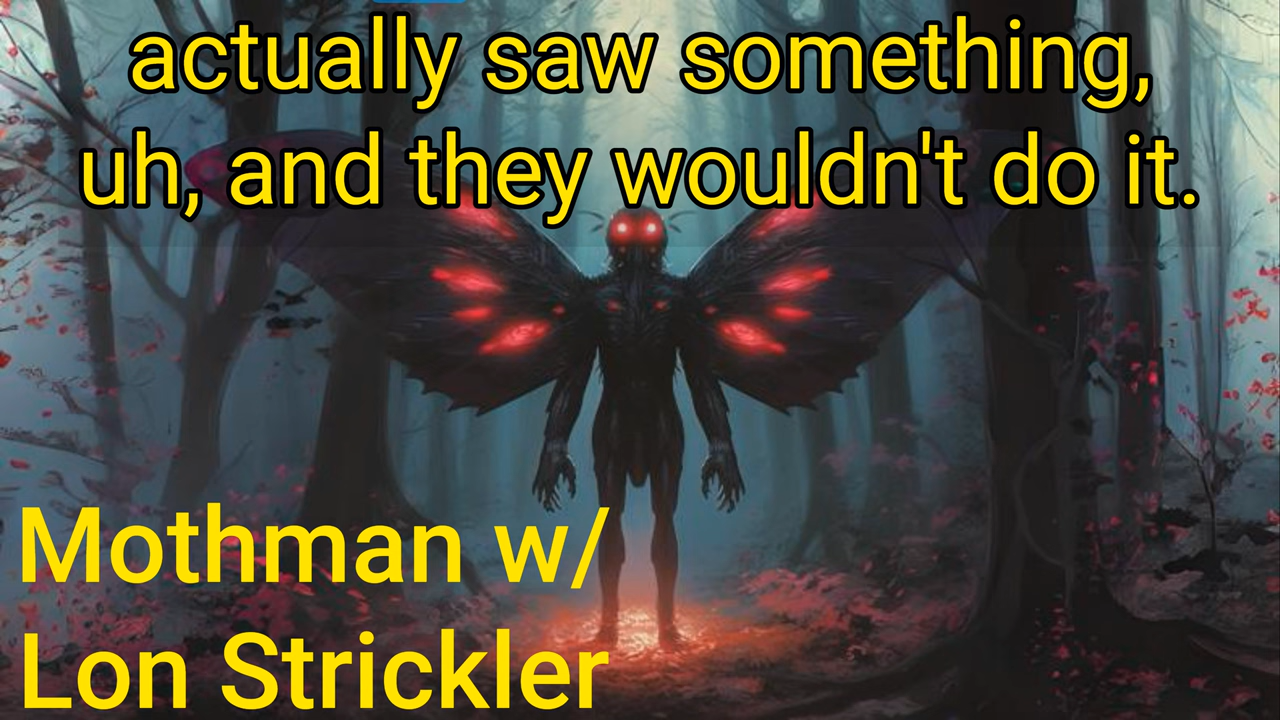 actually saw something,
uh, and they wouldn't do it.
Mothman w/
Lon Strickler